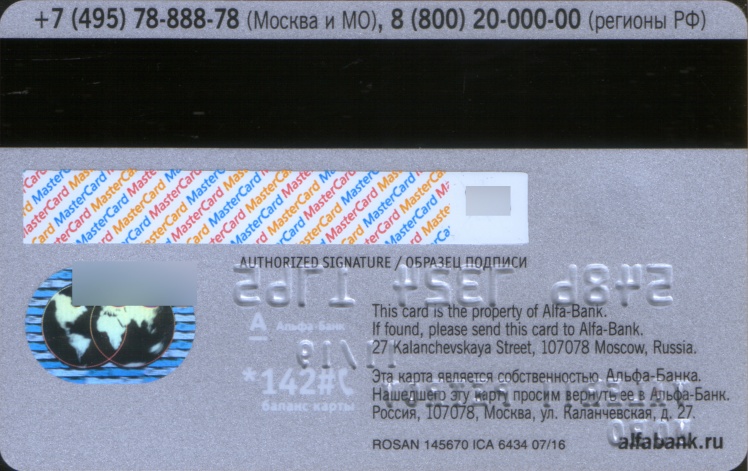 +7 (495) 78-888-78 (Москва и МО), 8 (800) 20-000-00 (регионы РФ)
MasterCard MasterCard MasterCard MasterCard
AUTHORIZED SIGNATURE / ОБРАЗЕЦ ПОДПИСИ
This card is the property of Alfa-Bank.
If found, please send this card to Alfa-Bank.
27 Kalanchevskaya Street, 107078 Moscow, Russia.
А Альфа-Банк
*142#
баланс карты
Эта карта является собственностью Альфа-Банка.
Нашедшего эту карту просим вернуть ее в Альфа-Банк.
Россия, 107078, Москва, ул. Каланчевская, д. 27.
ROSAN 145670 ICA 6434 07/16
alfabank.ru